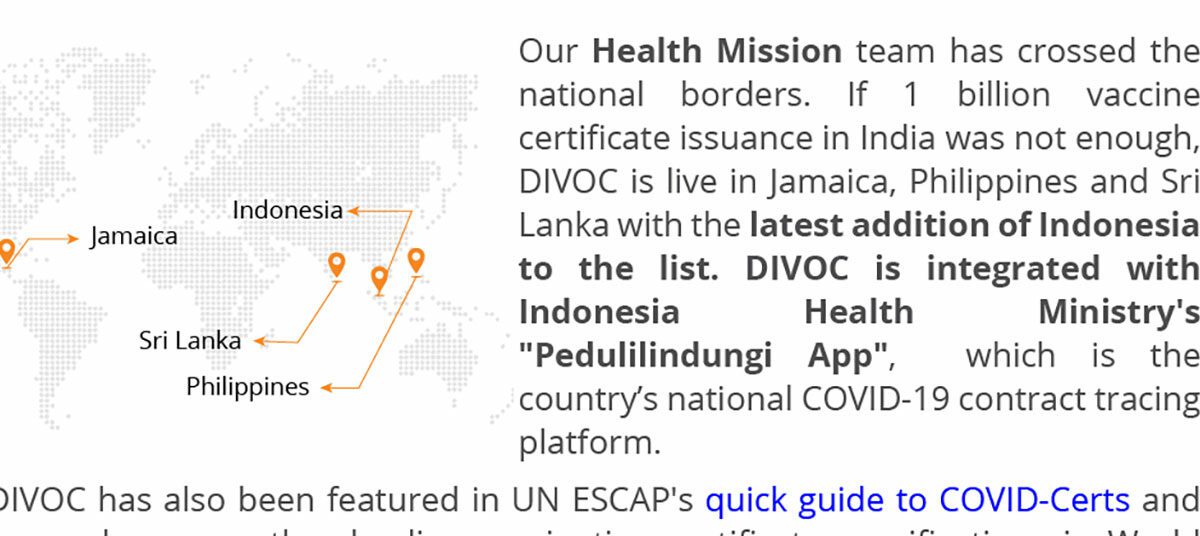 Our Health Mission team has crossed the
national borders. If 1 billion vaccine
certificate issuance in India was not enough,
DIVOC is live in Jamaica, Philippines and Sri
Lanka with the latest addition of Indonesia
to the list. DIVOC is integrated with
Indonesia Health Ministry's
"Pedulilindungi App", which is the
country’s national COVID-19 contract tracing
platform.
Indonesia
Jamaica
Sri Lanka
Philippines
DIVOC has also been featured in UN ESCAP's quick guide to COVID-Certs and